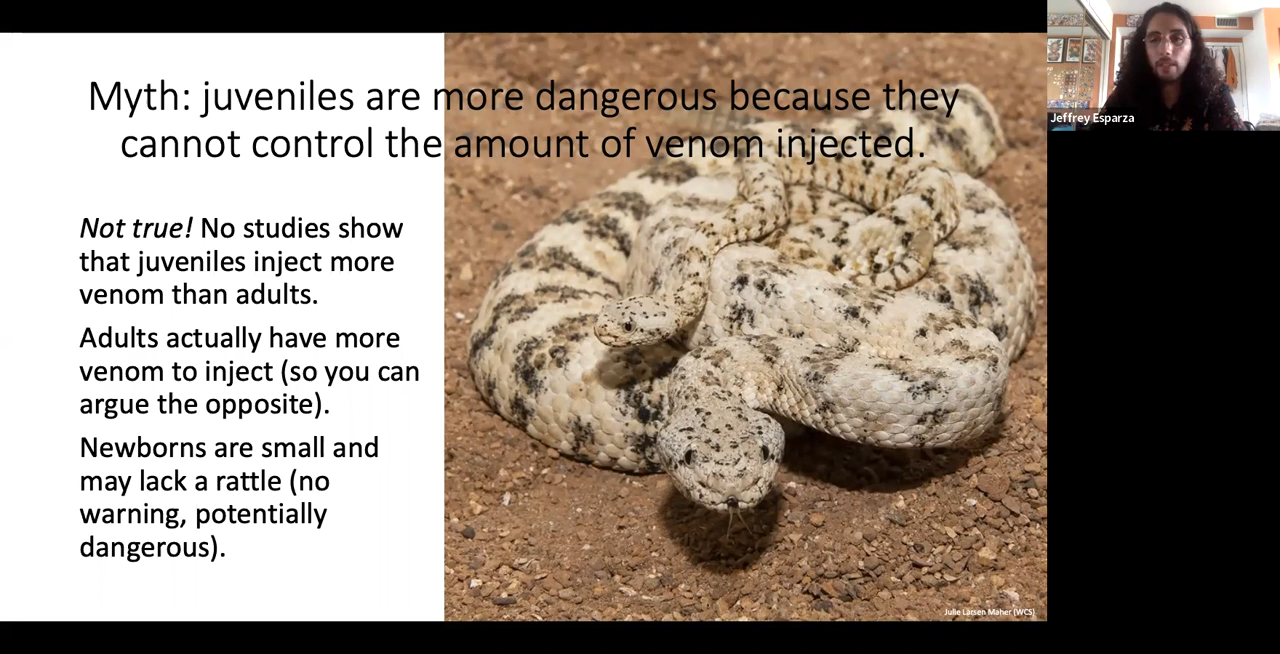 Myth: juveniles are more dangerous because they
cannot control the amount of venom injected.
Not true! No studies show
that juveniles inject more
venom than adults.
Adults actually have more
venom to inject (so you can
argue the opposite).
Newborns are small and
may lack a rattle (no
warning, potentially
dangerous).
Julie Larsen Maher (WCS)
Jeffrey Esparza